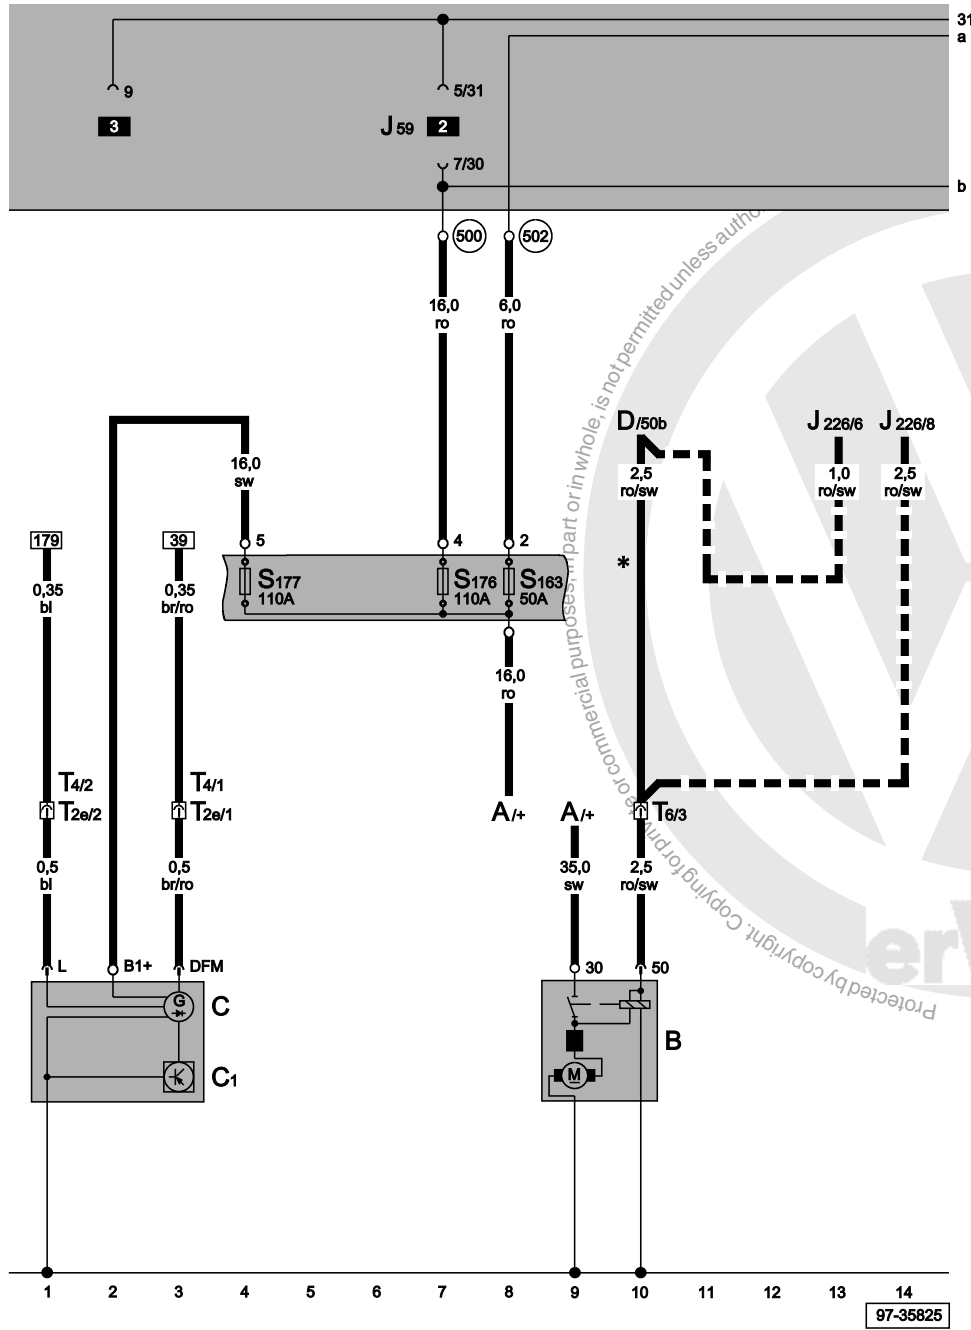 31
a
9
5/31
3
J 59
2
7/30
b
500
502
16,0
ro
6,0
ro
is not permitted unless autho
D/50b
J 226/6
J 226/8
16,0
sw
2,5
ro/sw
1,0
ro/sw
2,5
ro/sw
179
39
5
4
2
*
0,35
bl
0,35
br/ro
S177
110A
S176
110A
S163
50A
commercial purposes, in part or in whole,
16,0
ro
T4/2
T2e/2
T4/1
T2e/1
A/+
A/+
T6/3
0,5
bl
0,5
br/ro
35,0
sw
2,5
ro/sw
Protected by copyright. Copying for private or
erW
L
B1+
DFM
30
50
G
C
C1
M
B
1 2 3 4 5 6 7 8 9 10 11 12 13 14
97-35825